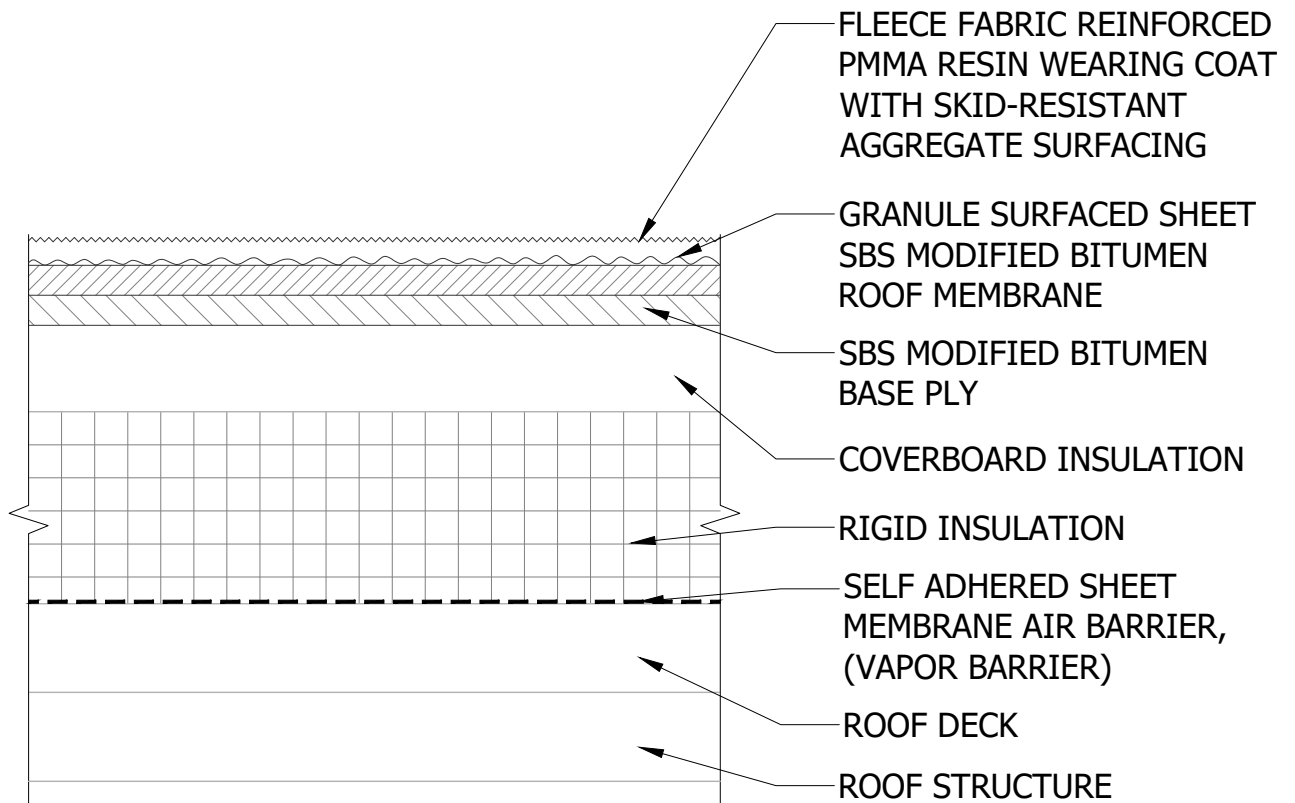 FLEECE FABRIC REINFORCED
PMMA RESIN WEARING COAT
WITH SKID-RESISTANT
AGGREGATE SURFACING
GRANULE SURFACED SHEET
SBS MODIFIED BITUMEN
ROOF MEMBRANE
SBS MODIFIED BITUMEN
BASE PLY
COVERBOARD INSULATION
RIGID INSULATION
SELF ADHERED SHEET
MEMBRANE AIR BARRIER,
(VAPOR BARRIER)
ROOF DECK
ROOF STRUCTURE